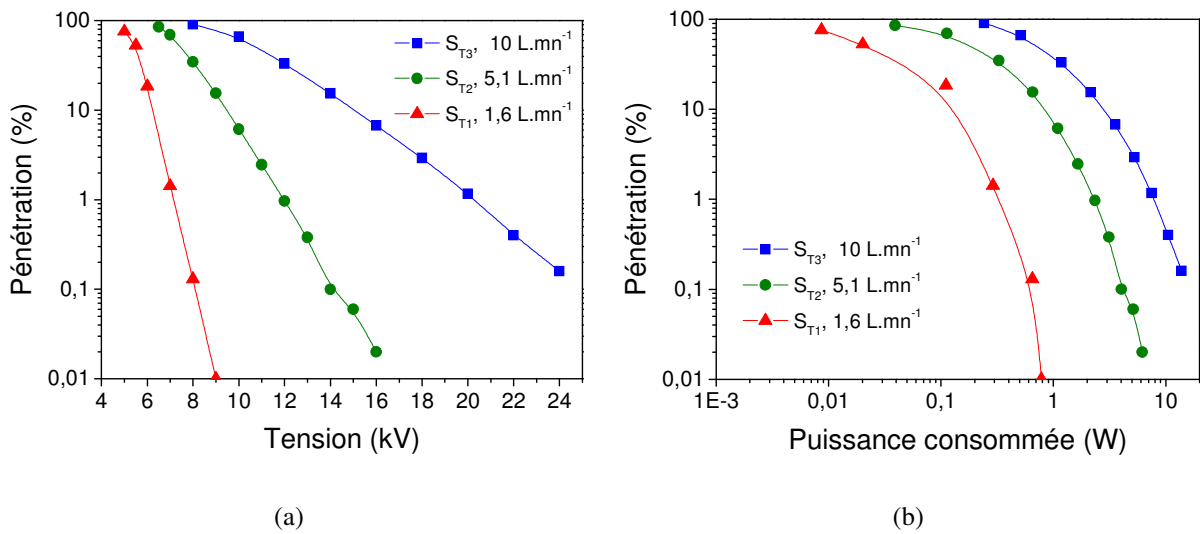 100
10
1
0,1
0,01
Pénétration (%)
4 6 8 10 12 14 16 18 20 22 24
Tension (kV)
S_T3, 10 L.mn⁻¹
S_T2, 5,1 L.mn⁻¹
S_T1, 1,6 L.mn⁻¹
(a)
100
10
1
0,1
0,01
Pénétration (%)
1E-3 0,01 0,1 1 10
Puissance consommée (W)
S_T3, 10 L.mn⁻¹
S_T2, 5,1 L.mn⁻¹
S_T1, 1,6 L.mn⁻¹
(b)